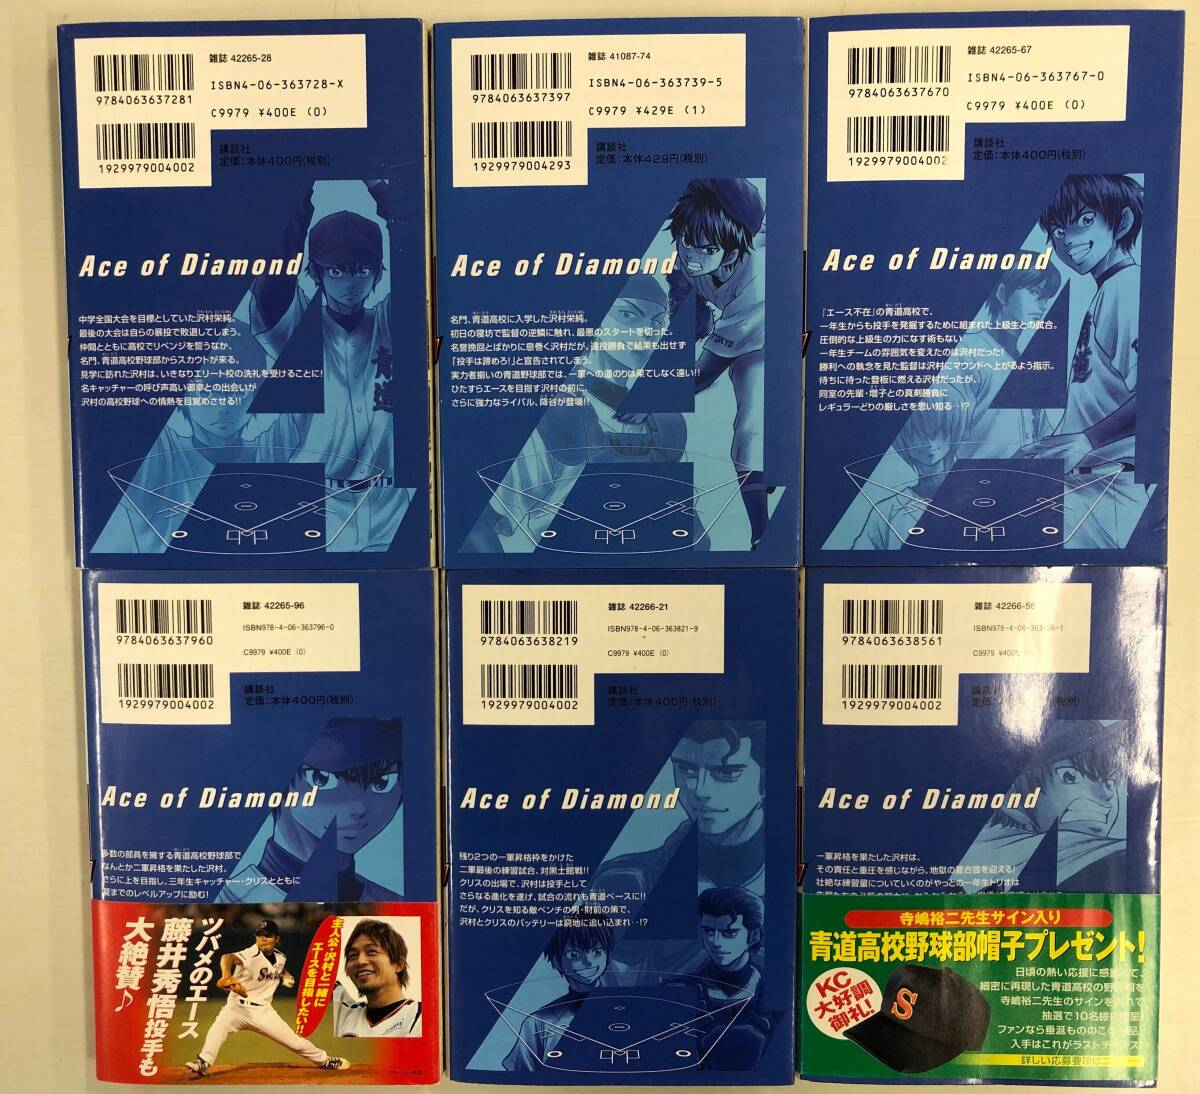 雑誌 42265-28
ISBN4-06-363728-X
9784063637281
C9979 ¥400E (0)
1929979004002
講談社
定価:本体400円(税別)
Ace of Diamond
中学全国大会を目標としていた沢村栄純。
最後の大会は自らの暴投で敗退してしまう。
仲間とともに高校でリベンジを誓うなか、
名門、青道高校野球部からスカウトが来る。
見学に訪れた沢村は、いきなりエリート校の洗礼を受けることに!
名キャッチャーの呼び声高い御幸との出会いが
沢村の高校野球への情熱を目覚めさせる!!
雑誌 41087-74
ISBN4-06-363739-5
9784063637397
C9979 ¥429E (1)
1929979004293
講談社
定価:本体429円(税別)
Ace of Diamond
名門、青道高校に入学した沢村栄純。
初日の寝坊で監督の逆鱗に触れ、最悪のスタートを切った。
名誉挽回とばかりに息巻く沢村だが、遠投勝負で結果も出せず
「投手は諦めろ!」と宣告されてしまう。
実力者揃いの青道野球部では、一軍への道のりは果てしなく遠い!!
ひたすらエースを目指す沢村の前に、
さらに強力なライバル、降谷が登場!!
雑誌 42265-67
ISBN4-06-363767-0
9784063637670
C9979 ¥400E (0)
1929979004002
講談社
定価:本体400円(税別)
Ace of Diamond
『エース不在』の青道高校で、
一年生からも投手を発掘するために組まれた上級生との試合。
圧倒的な上級生の力になす術もない
一年生チームの雰囲気を変えたのは沢村だった!
勝利への執念を見た監督は沢村にマウンドへ上がるよう指示。
待ちに待った登板に燃える沢村だったが、
同室の先輩・増子との真剣勝負に
レギュラーどりの厳しさを思い知る‥!?
雑誌 42265-96
ISBN978-4-06-363796-0
9784063637960
C9979 ¥400E (0)
1929979004002
講談社
定価:本体400円(税別)
Ace of Diamond
多数の部員を擁する青道高校野球部で
なんとか二軍昇格を果たした沢村。
さらに上を目指し、三年生キャッチャー・クリスとともに
夏までのレベルアップに励む!
ツバメのエース
藤井秀悟投手も
大絶賛♪
主人公・沢村と一緒に
エースを目指したい!!
雑誌 42266-21
ISBN978-4-06-363821-9
9784063638219
C9979 ¥400E (0)
1929979004002
講談社
定価:本体400円(税別)
Ace of Diamond
残り2つの一軍昇格枠をかけた
二軍最後の練習試合、対黒士館戦!!
クリスの出場で、沢村は投手として
さらなる進化を遂げ、試合の流れも青道ペースに!!
だが、クリスを知る敵ベンチの男・財前の策で、
沢村とクリスのバッテリーは窮地に追い込まれ‥!?
雑誌 42266-56
9784063638561
C9979 ¥400E (0)
1929979004002
講談社
Ace of Diamond
一軍昇格を果たした沢村は、
その責任と重圧を感じながら、地獄の夏合宿を迎える!
壮絶な練習量についていくのがやっとの一年生トリオは
寺嶋裕二先生サイン入り
青道高校野球部帽子プレゼント!
KC
大好調
御礼!
S
日頃の熱い応援に感謝
細密に再現した青道高校の野球帽を
寺嶋裕二先生のサインを入れて
抽選で10名様に
ファンなら垂涎もののこの
入手はこれがラストチャンス
詳しい応募要項は